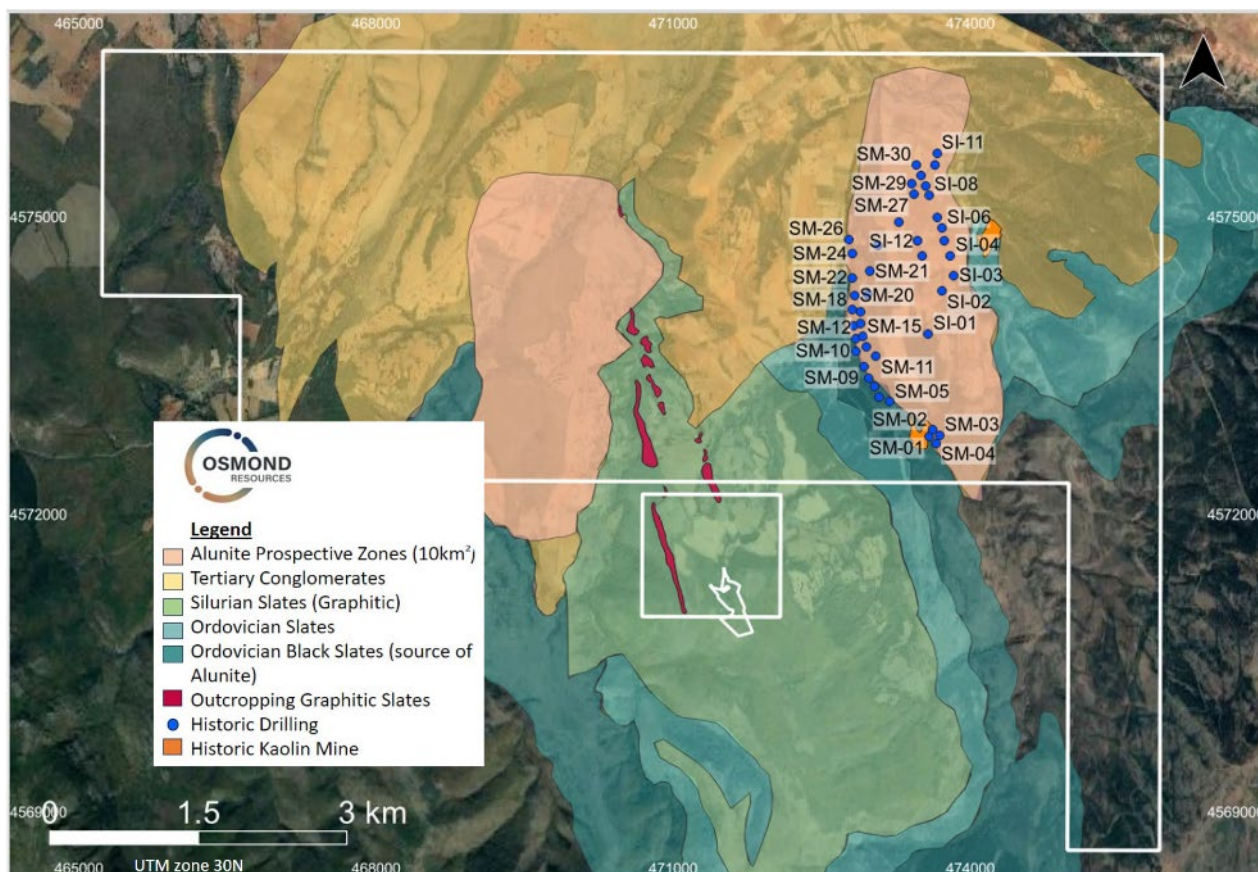 465000 468000 471000 474000
SI-11
SM-30
SM-29 SI-08
SM-27
4575000 SI-06 4575000
SM-26
SI-12 SI-04
SM-24
SM-21 SI-03
SM-22
SM-20 SI-02
SM-18
SM-15 SI-01
SM-12
SM-10
SM-11
SM-09
SM-05
SM-02 SM-03
SM-01 SM-04
OSMOND
RESOURCES
4572000 4572000
Legend
Alunite Prospective Zones (10km²)
Tertiary Conglomerates
Silurian Slates (Graphitic)
Ordovician Slates
Ordovician Black Slates (source of
Alunite)
Outcropping Graphitic Slates
Historic Drilling
Historic Kaolin Mine
4569000 4569000
0 1.5 3 km
465000 468000 471000 474000
UTM zone 30N